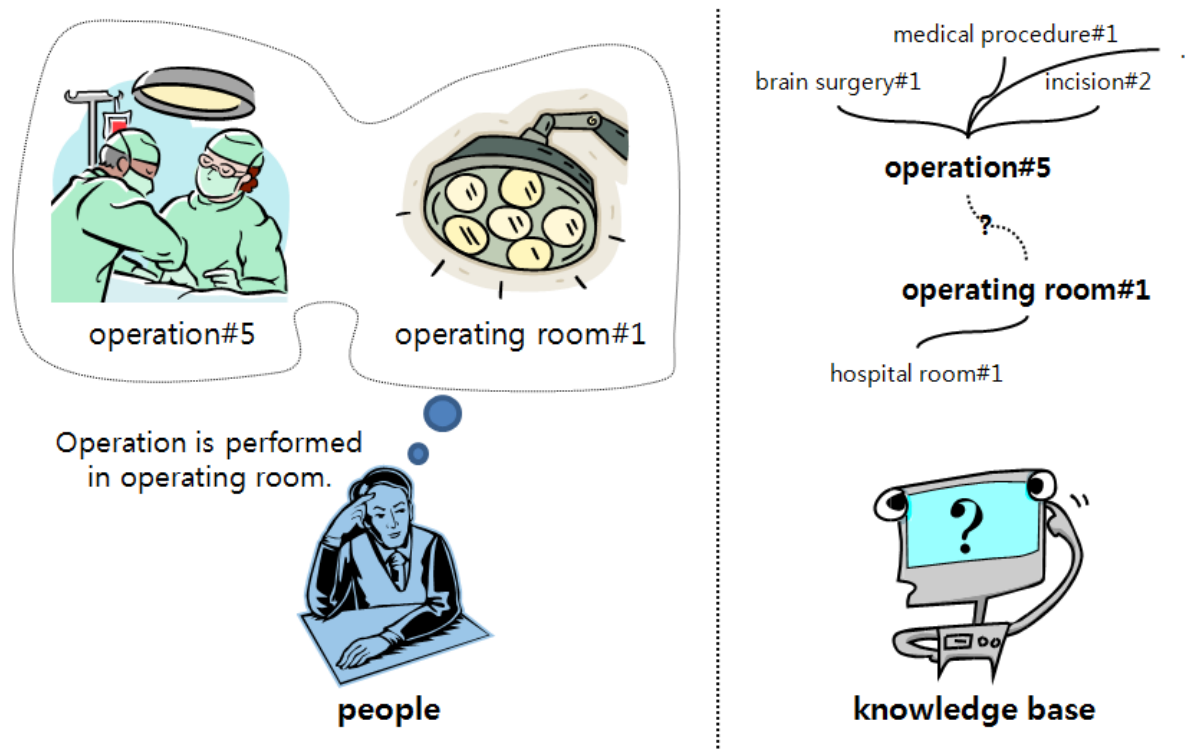 operation#5
operating room#1
Operation is performed
in operating room.
people
medical procedure#1
.
brain surgery#1
incision#2
operation#5
?
operating room#1
hospital room#1
?
knowledge base